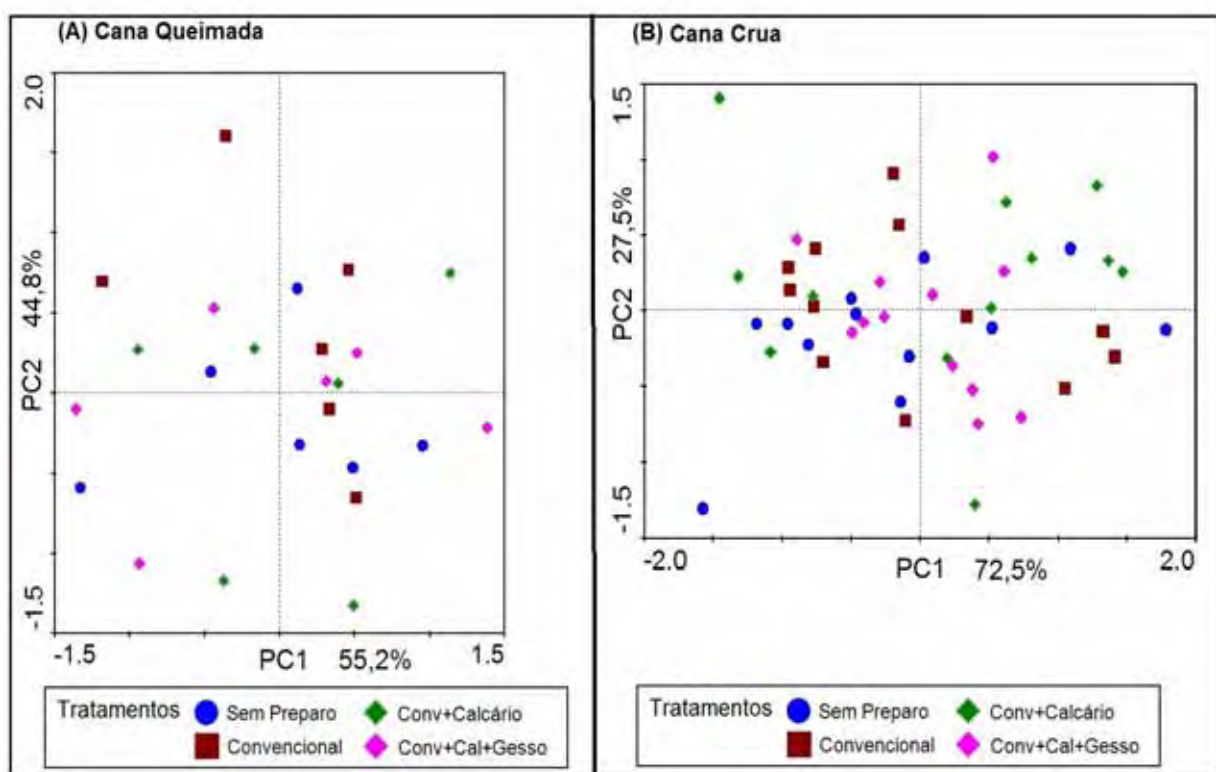 (A) Cana Queimada
2.0
PC2 44,8%
-1.5
-1.5 PC1 55,2% 1.5
Tratamentos Sem Preparo Conv+Calcário
Convencional Conv+Cal+Gesso
(B) Cana Crua
1.5
PC2 27,5%
-1.5
-2.0 PC1 72,5% 2.0
Tratamentos Sem Preparo Conv+Calcário
Convencional Conv+Cal+Gesso